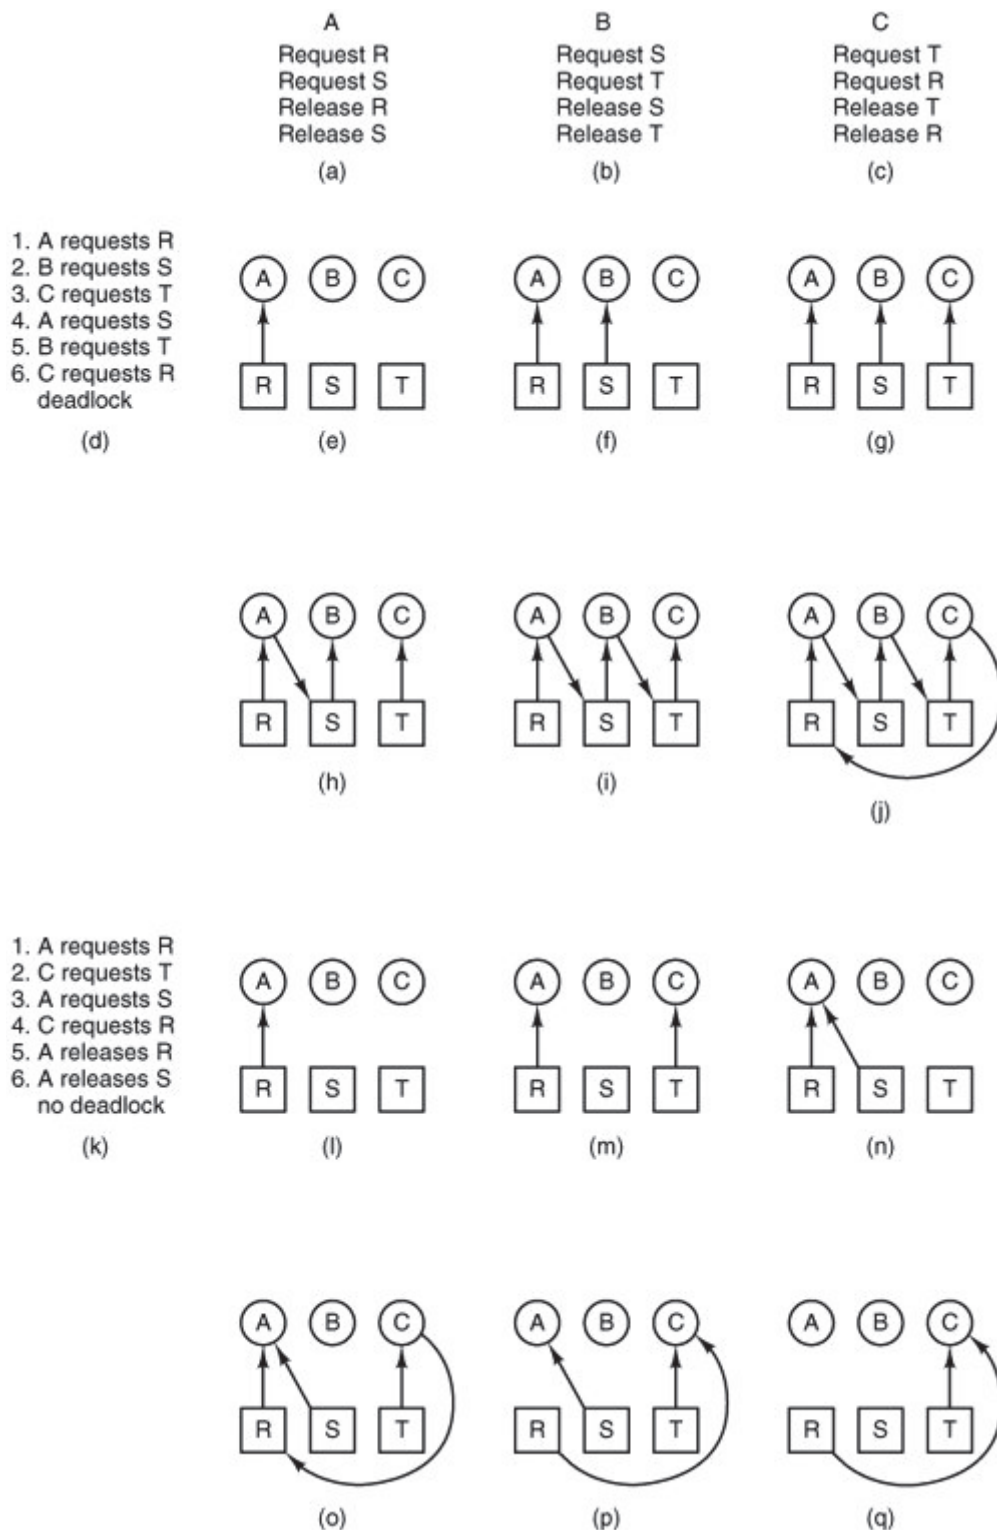 A B C
Request R Request S Request T
Request S Request T Request R
Release R Release S Release T
Release S Release T Release R
(a) (b) (c)
1. A requests R
2. B requests S
3. C requests T
4. A requests S
5. B requests T
6. C requests R
deadlock
(d)
A B C
R S T
(e)
A B C
R S T
(f)
A B C
R S T
(g)
A B C
R S T
(h)
A B C
R S T
(i)
A B C
R S T
(j)
1. A requests R
2. C requests T
3. A requests S
4. C requests R
5. A releases R
6. A releases S
no deadlock
(k)
A B C
R S T
(l)
A B C
R S T
(m)
A B C
R S T
(n)
A B C
R S T
(o)
A B C
R S T
(p)
A B C
R S T
(q)